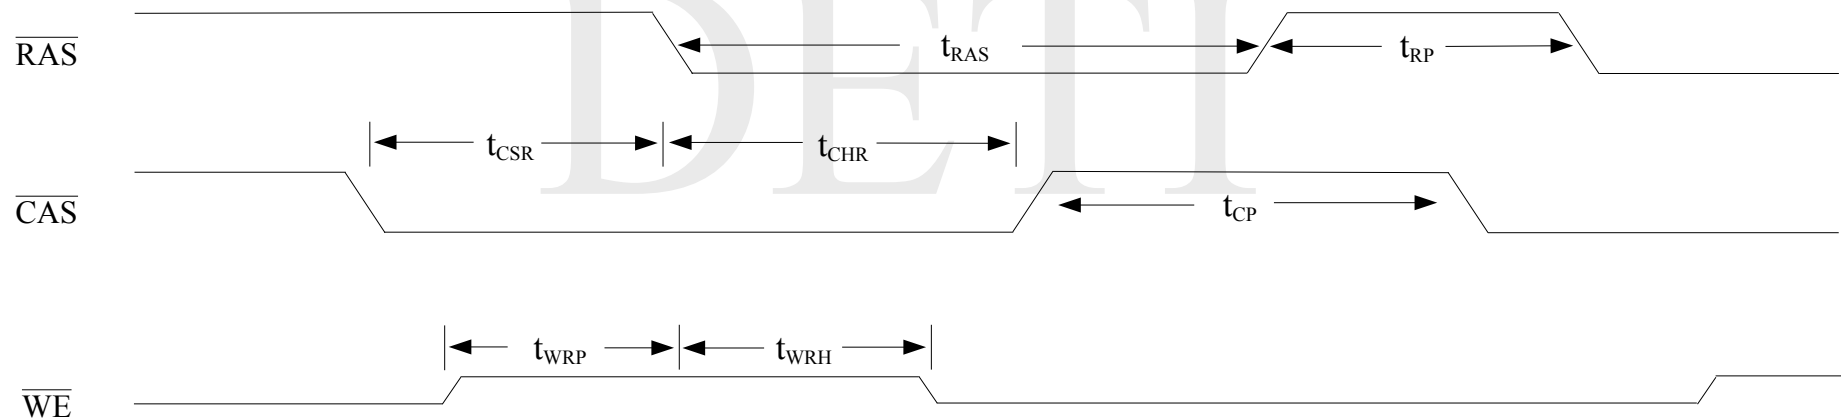 DETI
RAS
tRAS
tRP
tCSR
tCHR
CAS
tCP
tWRP
tWRH
WE